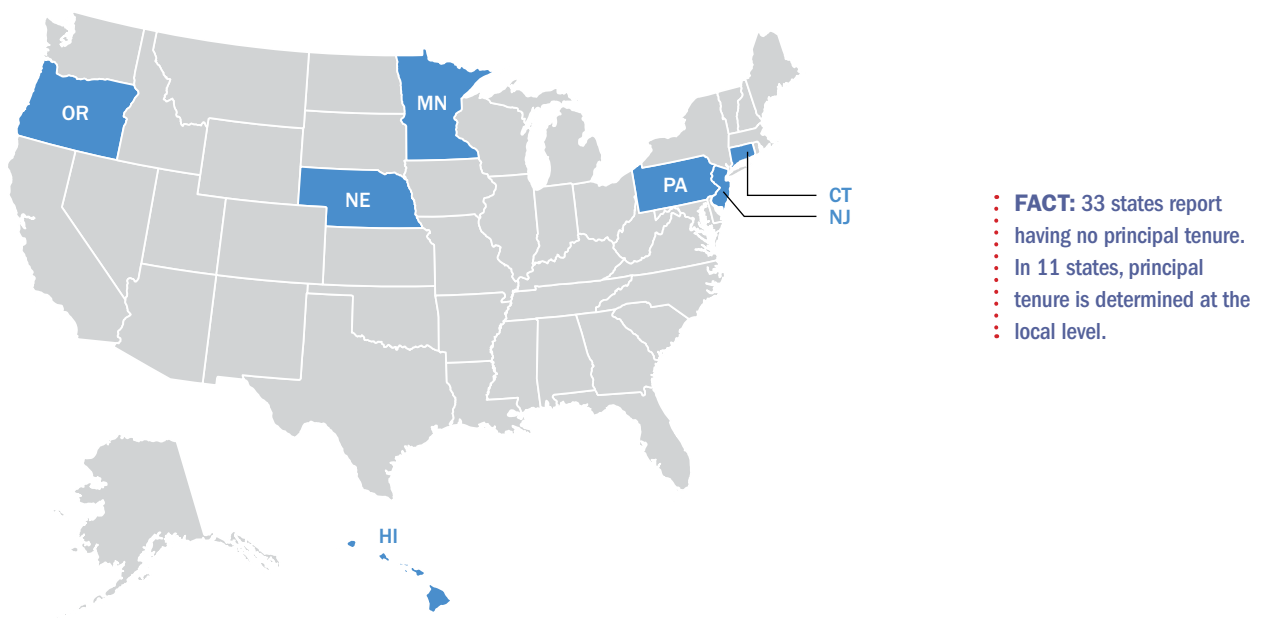 OR
MN
NE
PA
CT
NJ
HI
FACT: 33 states report
having no principal tenure.
In 11 states, principal
tenure is determined at the
local level.